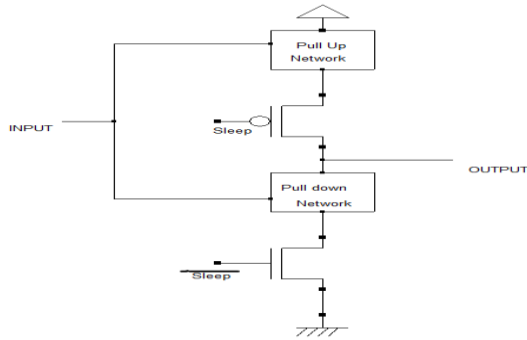 Pull Up
Network
Sleep
INPUT
OUTPUT
Pull down
Network
Sleep